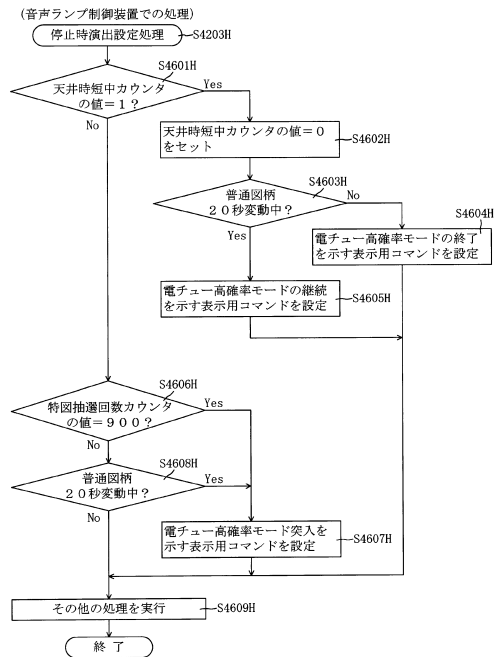 (音声ランプ制御装置での処理)
停止時演出設定処理
S4203H
S4601H
天井時短中カウンタ
の値=1?
Yes
No
天井時短中カウンタの値=0
をセット
S4602H
S4603H
普通図柄
20秒変動中?
No
Yes
S4604H
電チュー高確率モードの終了
を示す表示用コマンドを設定
電チュー高確率モードの継続
を示す表示用コマンドを設定
S4605H
S4606H
特図抽選回数カウンタ
の値=900?
Yes
No
S4608H
普通図柄
20秒変動中?
Yes
No
電チュー高確率モード突入を
示す表示用コマンドを設定
S4607H
その他の処理を実行
S4609H
終了